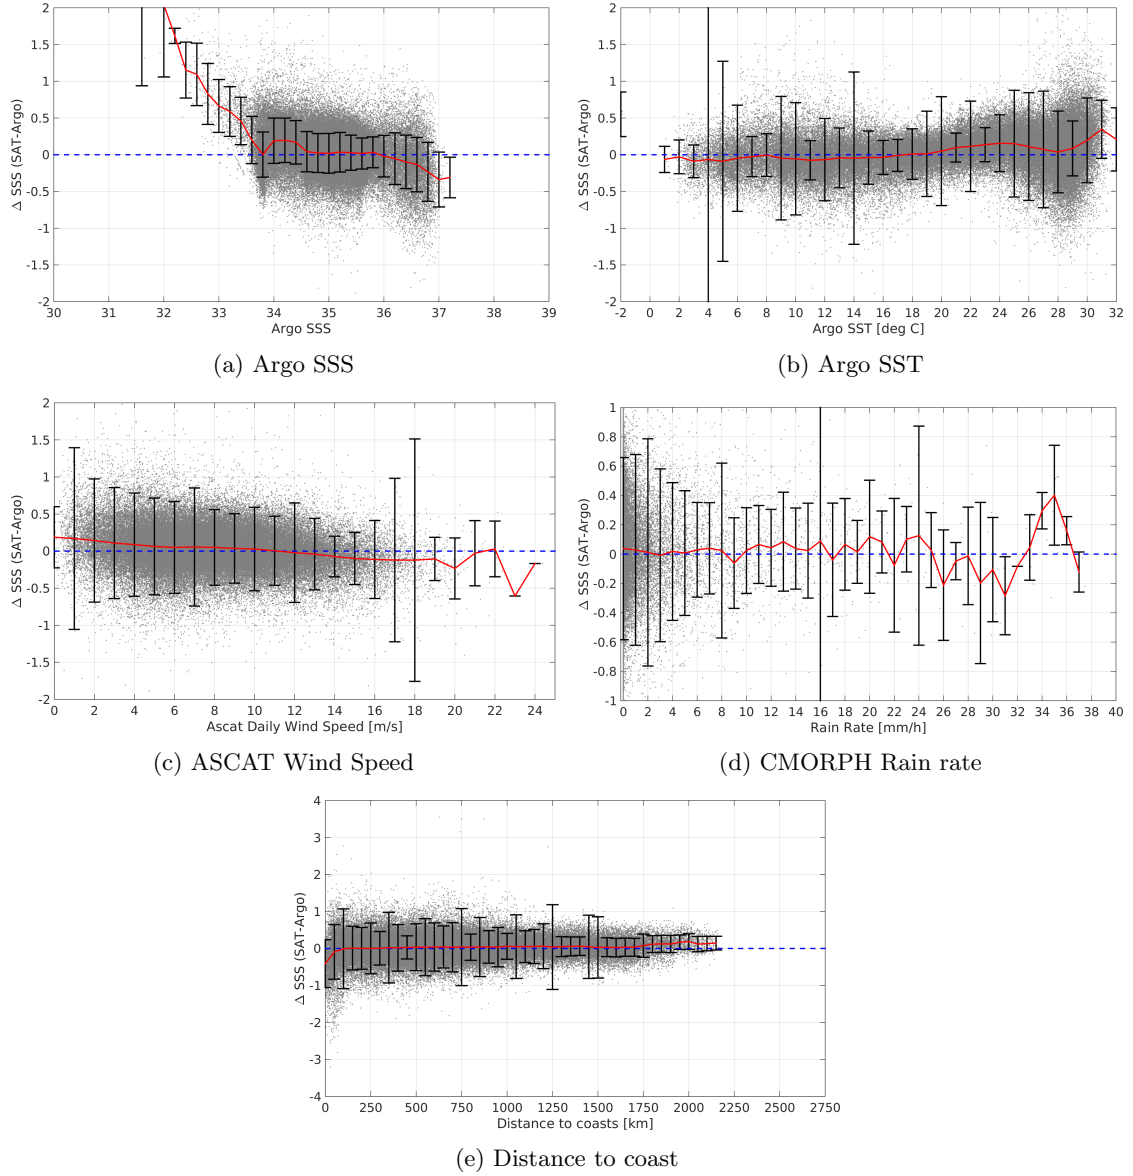 2
1.5
1
0.5
0
-0.5
-1
-1.5
-2
Δ SSS (SAT-Argo)
30 31 32 33 34 35 36 37 38 39
Argo SSS
(a) Argo SSS
2
1.5
1
0.5
0
-0.5
-1
-1.5
-2
Δ SSS (SAT-Argo)
-2 0 2 4 6 8 10 12 14 16 18 20 22 24 26 28 30 32
Argo SST [deg C]
(b) Argo SST
2
1.5
1
0.5
0
-0.5
-1
-1.5
-2
Δ SSS (SAT-Argo)
0 2 4 6 8 10 12 14 16 18 20 22 24
Ascat Daily Wind Speed [m/s]
(c) ASCAT Wind Speed
1
0.8
0.6
0.4
0.2
0
-0.2
-0.4
-0.6
-0.8
-1
Δ SSS (SAT-Argo)
0 2 4 6 8 10 12 14 16 18 20 22 24 26 28 30 32 34 36 38 40
Rain Rate [mm/h]
(d) CMORPH Rain rate
4
3
2
1
0
-1
-2
-3
-4
Δ SSS (SAT-Argo)
0 250 500 750 1000 1250 1500 1750 2000 2250 2500 2750
Distance to coasts [km]
(e) Distance to coast